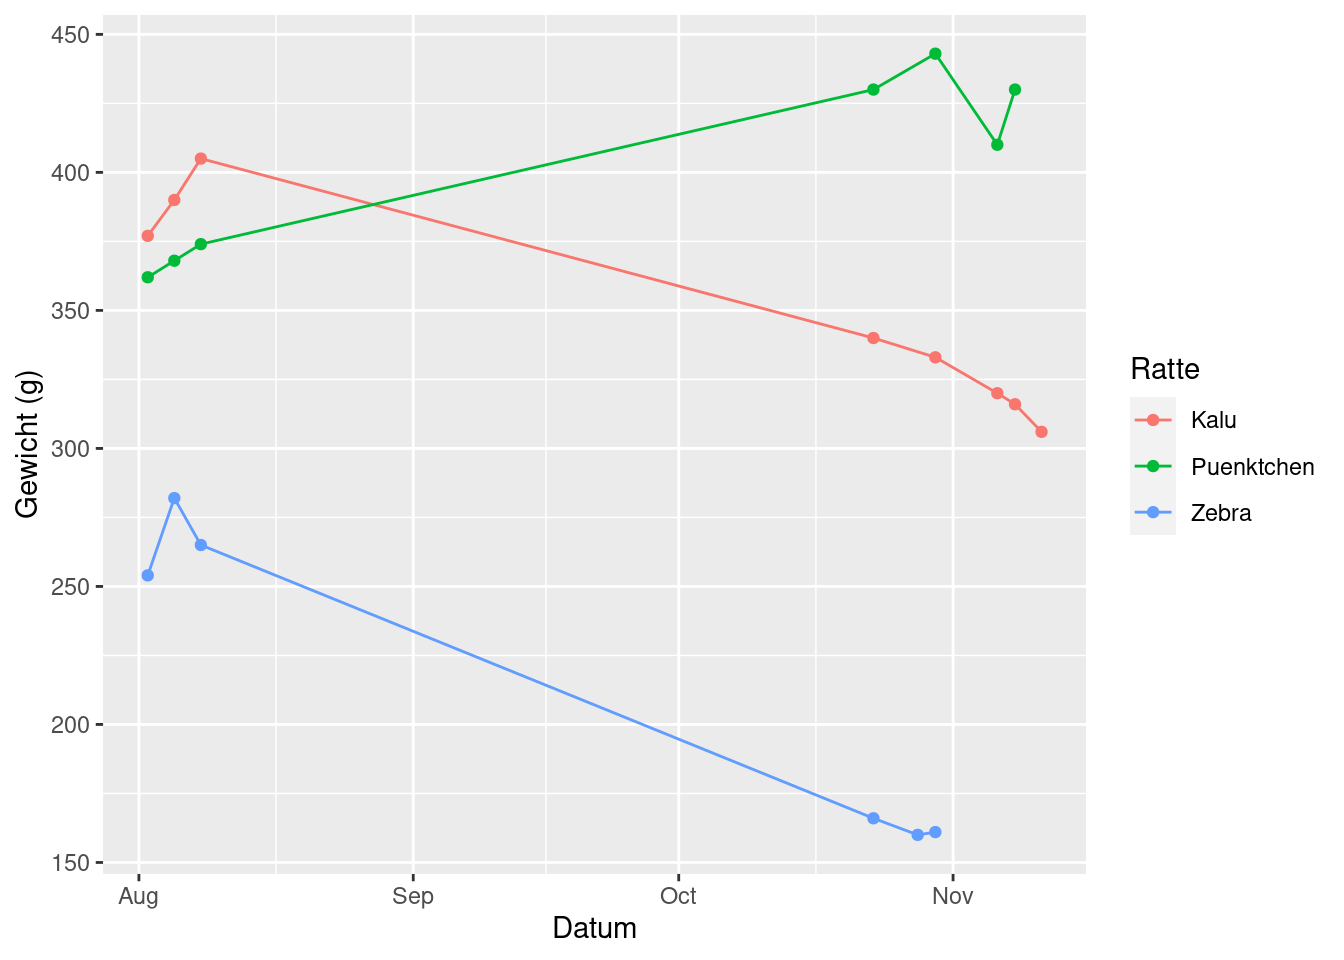 450
400
350
300
250
200
150
Gewicht (g)
Aug
Sep
Oct
Nov
Datum
Ratte
Kalu
Puenktchen
Zebra